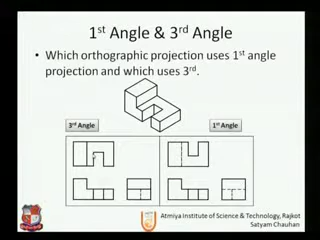 1st Angle & 3rd Angle
• Which orthographic projection uses 1st angle
projection and which uses 3rd.
3rd Angle
1st Angle
Atmiya Institute of Science & Technology, Rajkot
Satyam Chauhan